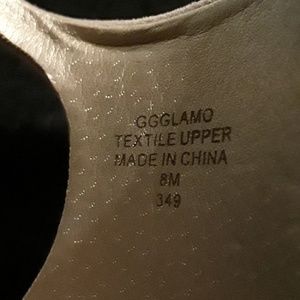 GGGLAMO
TEXTILE UPPER
MADE IN CHINA
8M
349